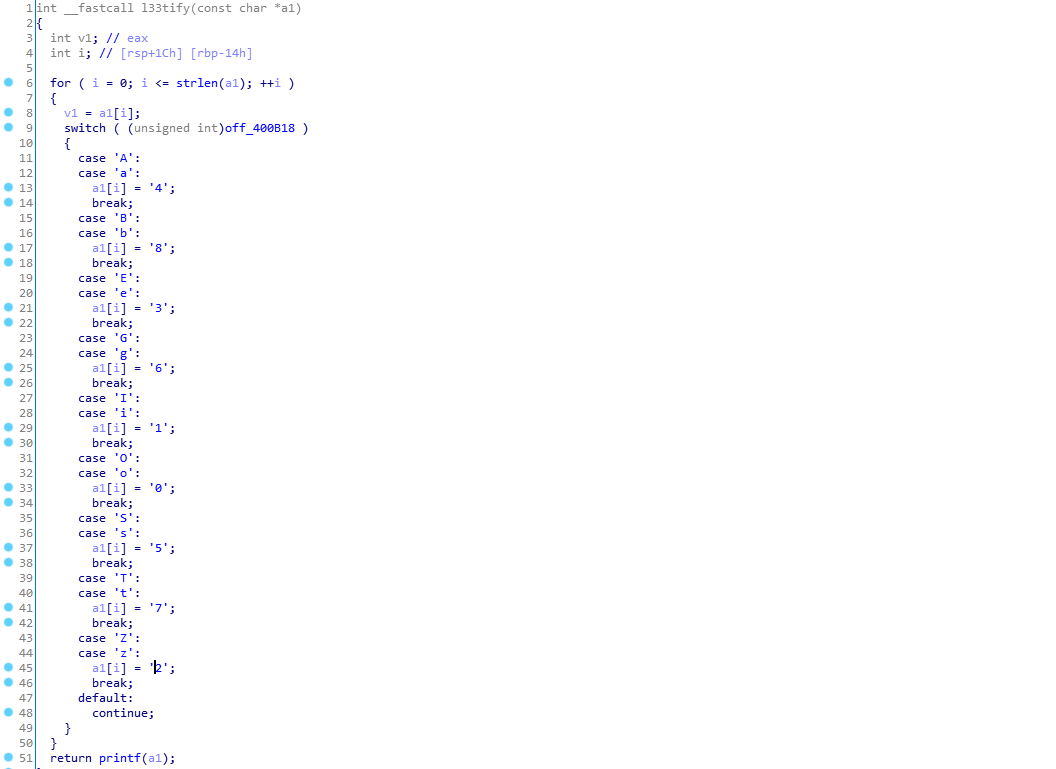 1 int __fastcall l33tify(const char *a1)
2 {
3 int v1; // eax
4 int i; // [rsp+1Ch] [rbp-14h]
5
6 for ( i = 0; i <= strlen(a1); ++i )
7 {
8 v1 = a1[i];
9 switch ( (unsigned int)off_400B18 )
10 {
11 case 'A':
12 case 'a':
13 a1[i] = '4';
14 break;
15 case 'B':
16 case 'b':
17 a1[i] = '8';
18 break;
19 case 'E':
20 case 'e':
21 a1[i] = '3';
22 break;
23 case 'G':
24 case 'g':
25 a1[i] = '6';
26 break;
27 case 'I':
28 case 'i':
29 a1[i] = '1';
30 break;
31 case 'O':
32 case 'o':
33 a1[i] = '0';
34 break;
35 case 'S':
36 case 's':
37 a1[i] = '5';
38 break;
39 case 'T':
40 case 't':
41 a1[i] = '7';
42 break;
43 case 'Z':
44 case 'z':
45 a1[i] = '2';
46 break;
47 default:
48 continue;
49 }
50 }
51 return printf(a1);